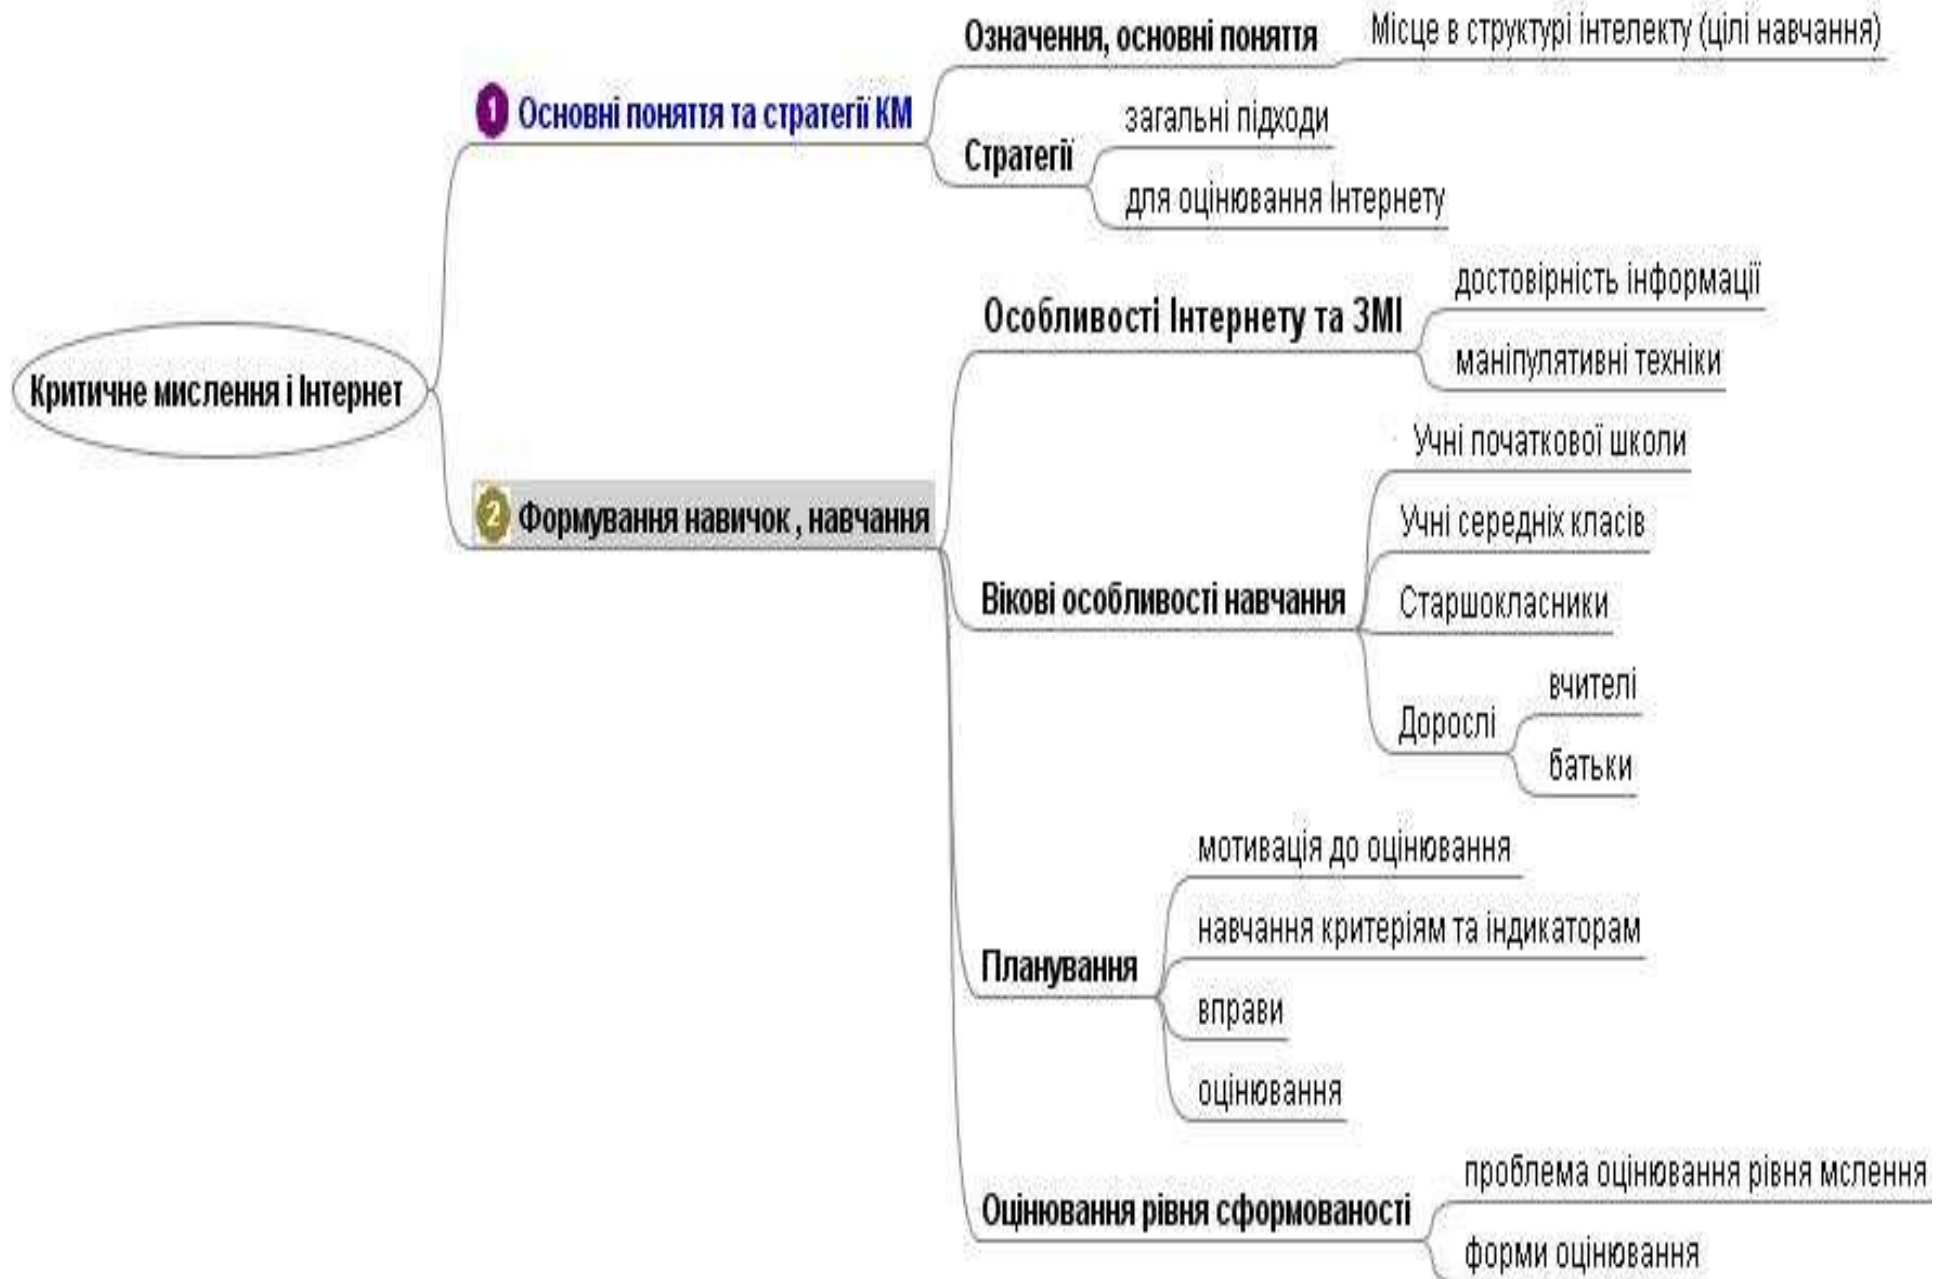 Критичне мислення і Інтернет
1 Основні поняття та стратегії КМ
Означення, основні поняття
Місце в структурі інтелекту (цілі навчання)
Стратегії
загальні підходи
для оцінювання Інтернету
2 Формування навичок , навчання
Особливості Інтернету та ЗМІ
достовірність інформації
маніпулятивні техніки
Вікові особливості навчання
Учні початкової школи
Учні середніх класів
Старшокласники
Дорослі
вчителі
батьки
Планування
мотивація до оцінювання
навчання критеріям та індикаторам
вправи
оцінювання
Оцінювання рівня сформованості
проблема оцінювання рівня мслення
форми оцінювання